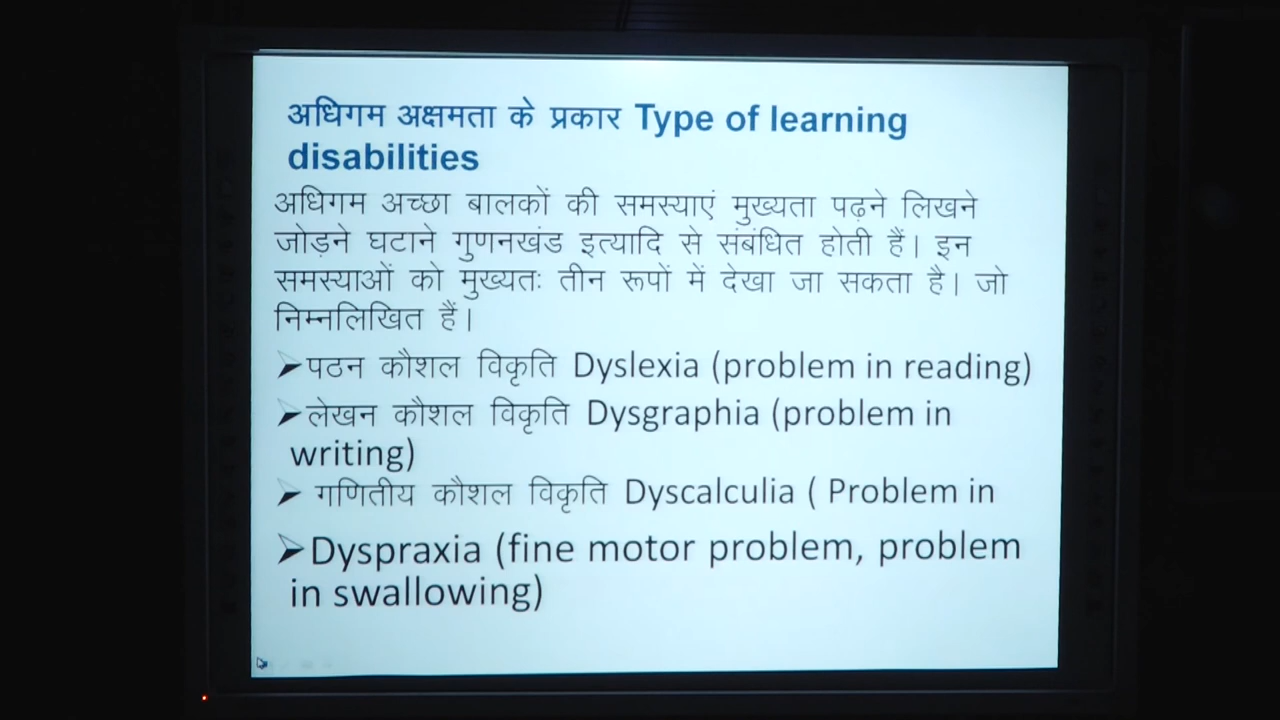 अधिगम अक्षमता के प्रकार Type of learning
disabilities
अधिगम अच्छा बालकों की समस्याएं मुख्यता पढ़ने लिखने
जोड़ने घटाने गुणनखंड इत्यादि से संबंधित होती हैं। इन
समस्याओं को मुख्यतः तीन रूपों में देखा जा सकता है। जो
निम्नलिखित हैं।
➢पठन कौशल विकृति Dyslexia (problem in reading)
➢लेखन कौशल विकृति Dysgraphia (problem in
writing)
➢ गणितीय कौशल विकृति Dyscalculia ( Problem in
➢Dyspraxia (fine motor problem, problem
in swallowing)